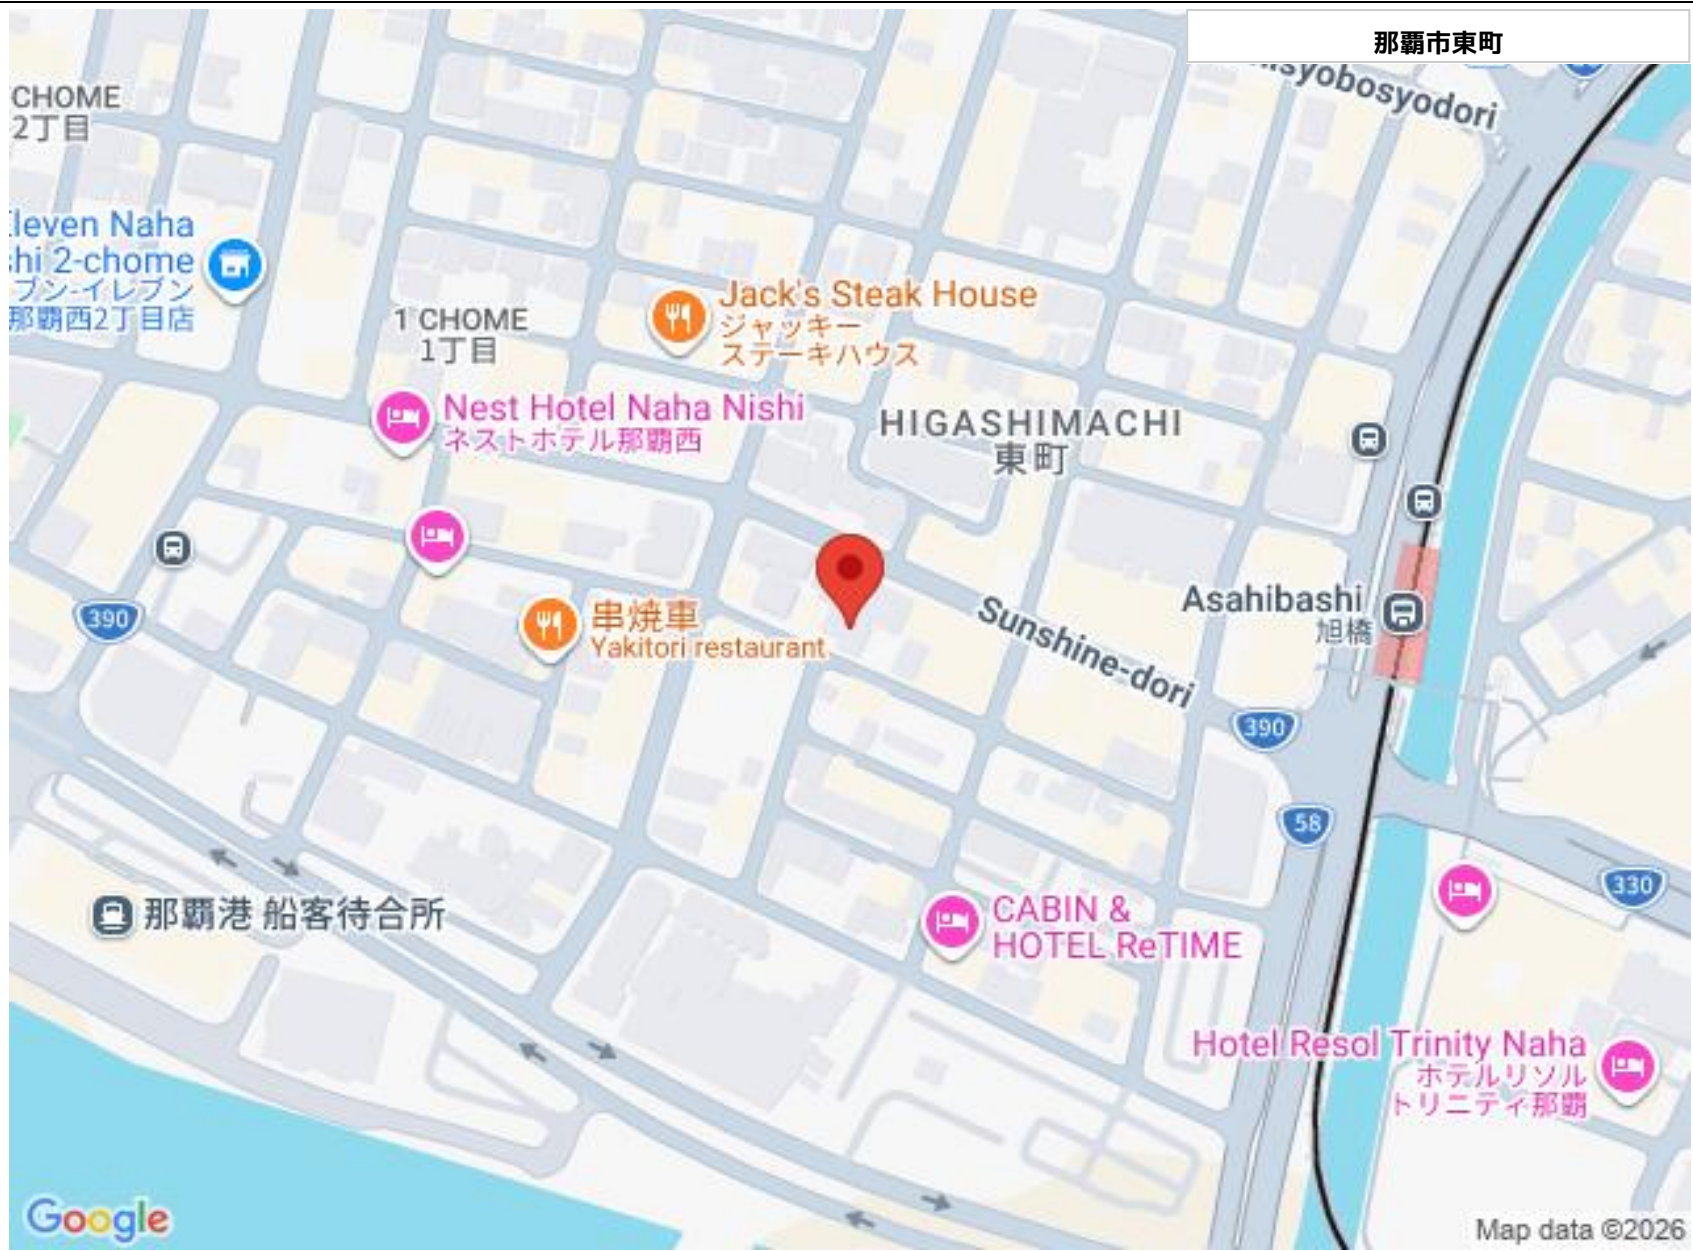 那覇市東町
isyobosyodori
CHOME
2丁目
Eleven Naha
shi 2-chome
ブン-イレブン
那覇西2丁目店
1 CHOME
1丁目
Jack's Steak House
ジャッキー
ステーキハウス
Nest Hotel Naha Nishi
ネストホテル那覇西
HIGASHIMACHI
東町
390
串焼車
Yakitori restaurant
Sunshine-dori
Asahibashi
旭橋
390
58
330
那覇港 船客待合所
CABIN &
HOTEL ReTIME
Hotel Resol Trinity Naha
ホテルリソル
トリニティ那覇
Google
Map data ©2026